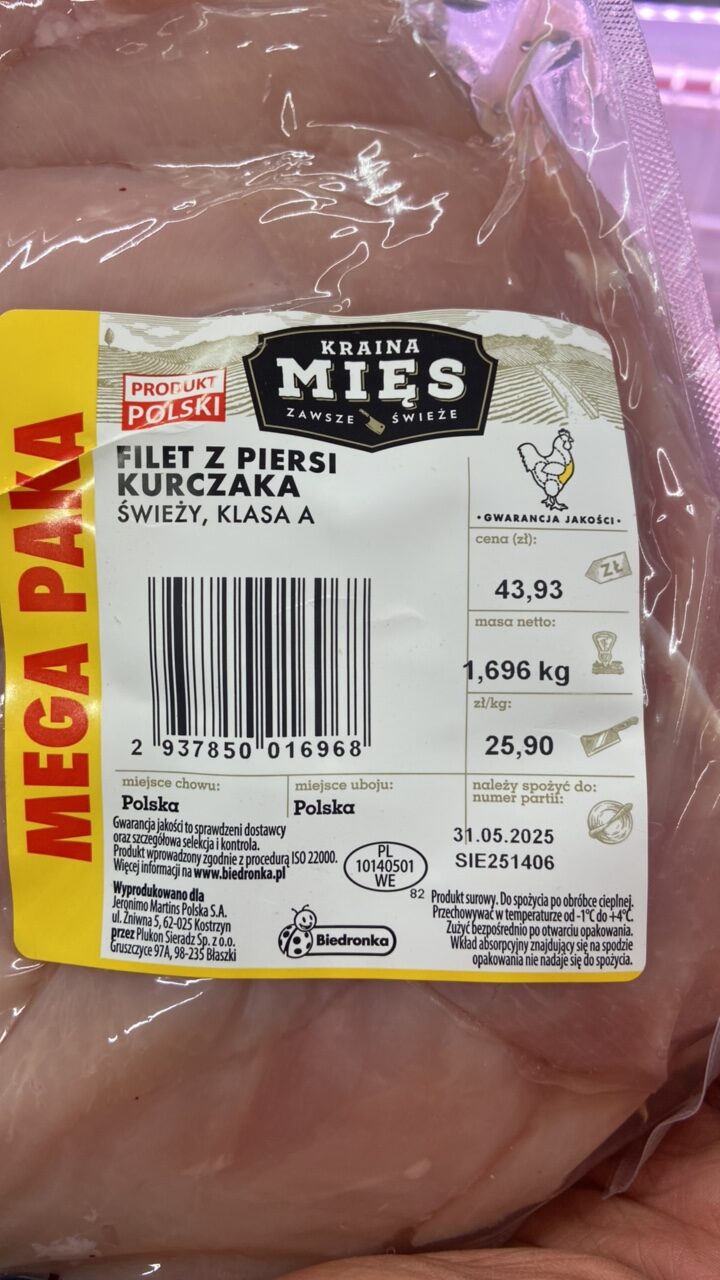 MEGA PAKA
PRODUKT
POLSKI
KRAINA
MIĘS
ZAWSZE ŚWIEŻE
FILET Z PIERSI
KURCZAKA
ŚWIEŻY, KLASA A
• GWARANCJA JAKOŚCI •
cena (zł):
ZŁ
43,93
masa netto:
1,696 kg
zł/kg:
25,90
2 937850 016968
miejsce chowu:
Polska
miejsce uboju:
Polska
należy spożyć do:
numer partii:
31.05.2025
SIE251406
Gwarancja jakości to sprawdzeni dostawcy
oraz szczegółowa selekcja i kontrola.
Produkt wprowadzony zgodnie z procedurą ISO 22000.
Więcej informacji na www.biedronka.pl
PL
10140501
WE
82
Wyprodukowano dla
Jeronimo Martins Polska S.A.
ul. Żniwna 5, 62-025 Kostrzyn
przez Plukon Sieradz Sp. z o.o.
Gruszczyce 97A, 98-235 Błaszki
Biedronka
Produkt surowy. Do spożycia po obróbce cieplnej.
Przechowywać w temperaturze od -1°C do +4°C.
Zużyć bezpośrednio po otwarciu opakowania.
Wkład absorpcyjny znajdujący się na spodzie
opakowania nie nadaje się do spożycia.